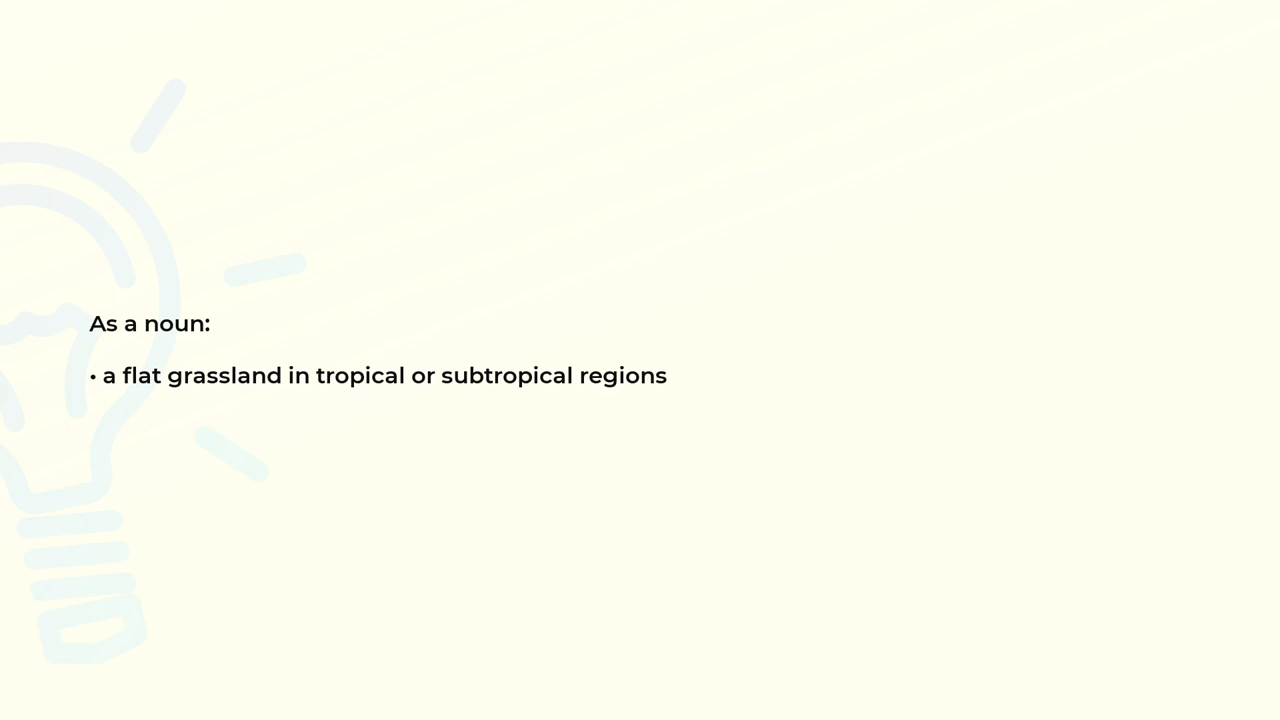 As a noun:
• a flat grassland in tropical or subtropical regions